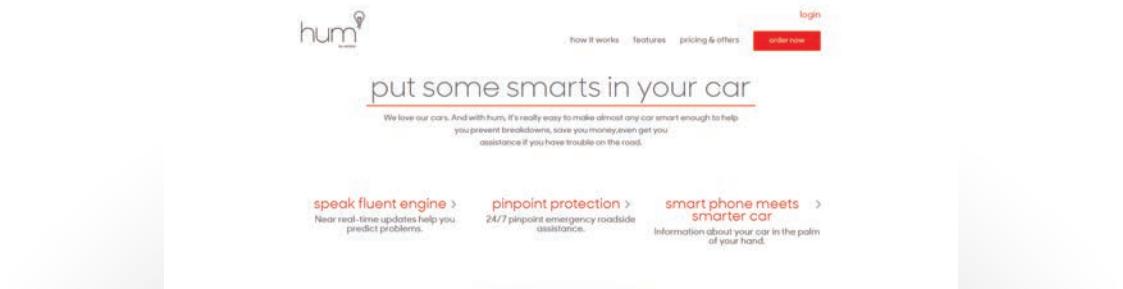 login
hum
how it works features pricing & offers order now
put some smarts in your car
We love our cars. And with hum, it's really easy to make almost any car smart enough to help
you prevent breakdowns, save you money,even get you
assistance if you have trouble on the road.
speak fluent engine >
Near real-time updates help you
predict problems.
pinpoint protection >
24/7 pinpoint emergency roadside
assistance.
smart phone meets >
smarter car
Information about your car in the palm
of your hand.